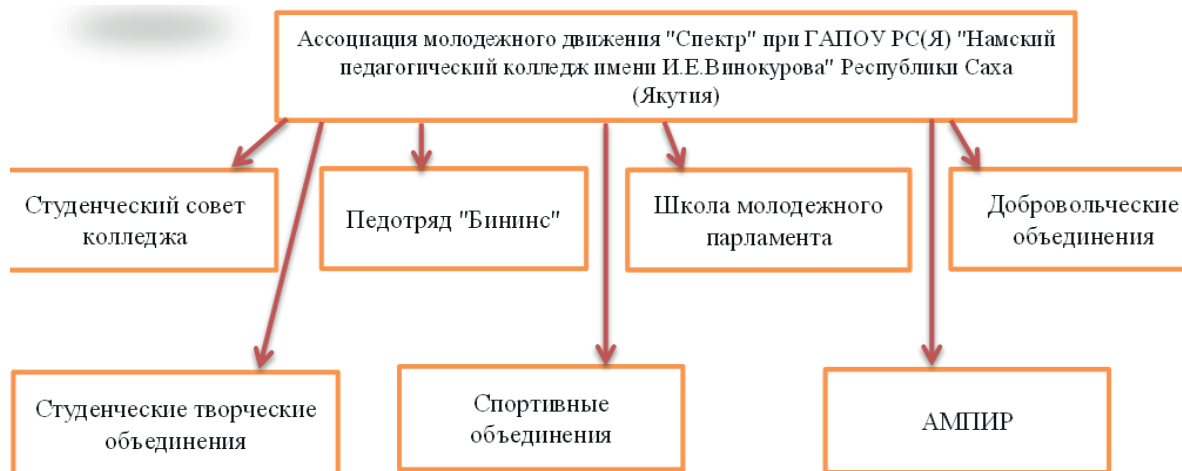 Ассоциация молодежного движения "Спектр" при ГАПОУ РС(Я) "Намский
педагогический колледж имени И.Е.Винокурова" Республики Саха
(Якутия)
Студенческий совет
колледжа
Педотряд "Бининс"
Школа молодежного
парламента
Добровольческие
объединения
Студенческие творческие
объединения
Спортивные
объединения
АМПИР